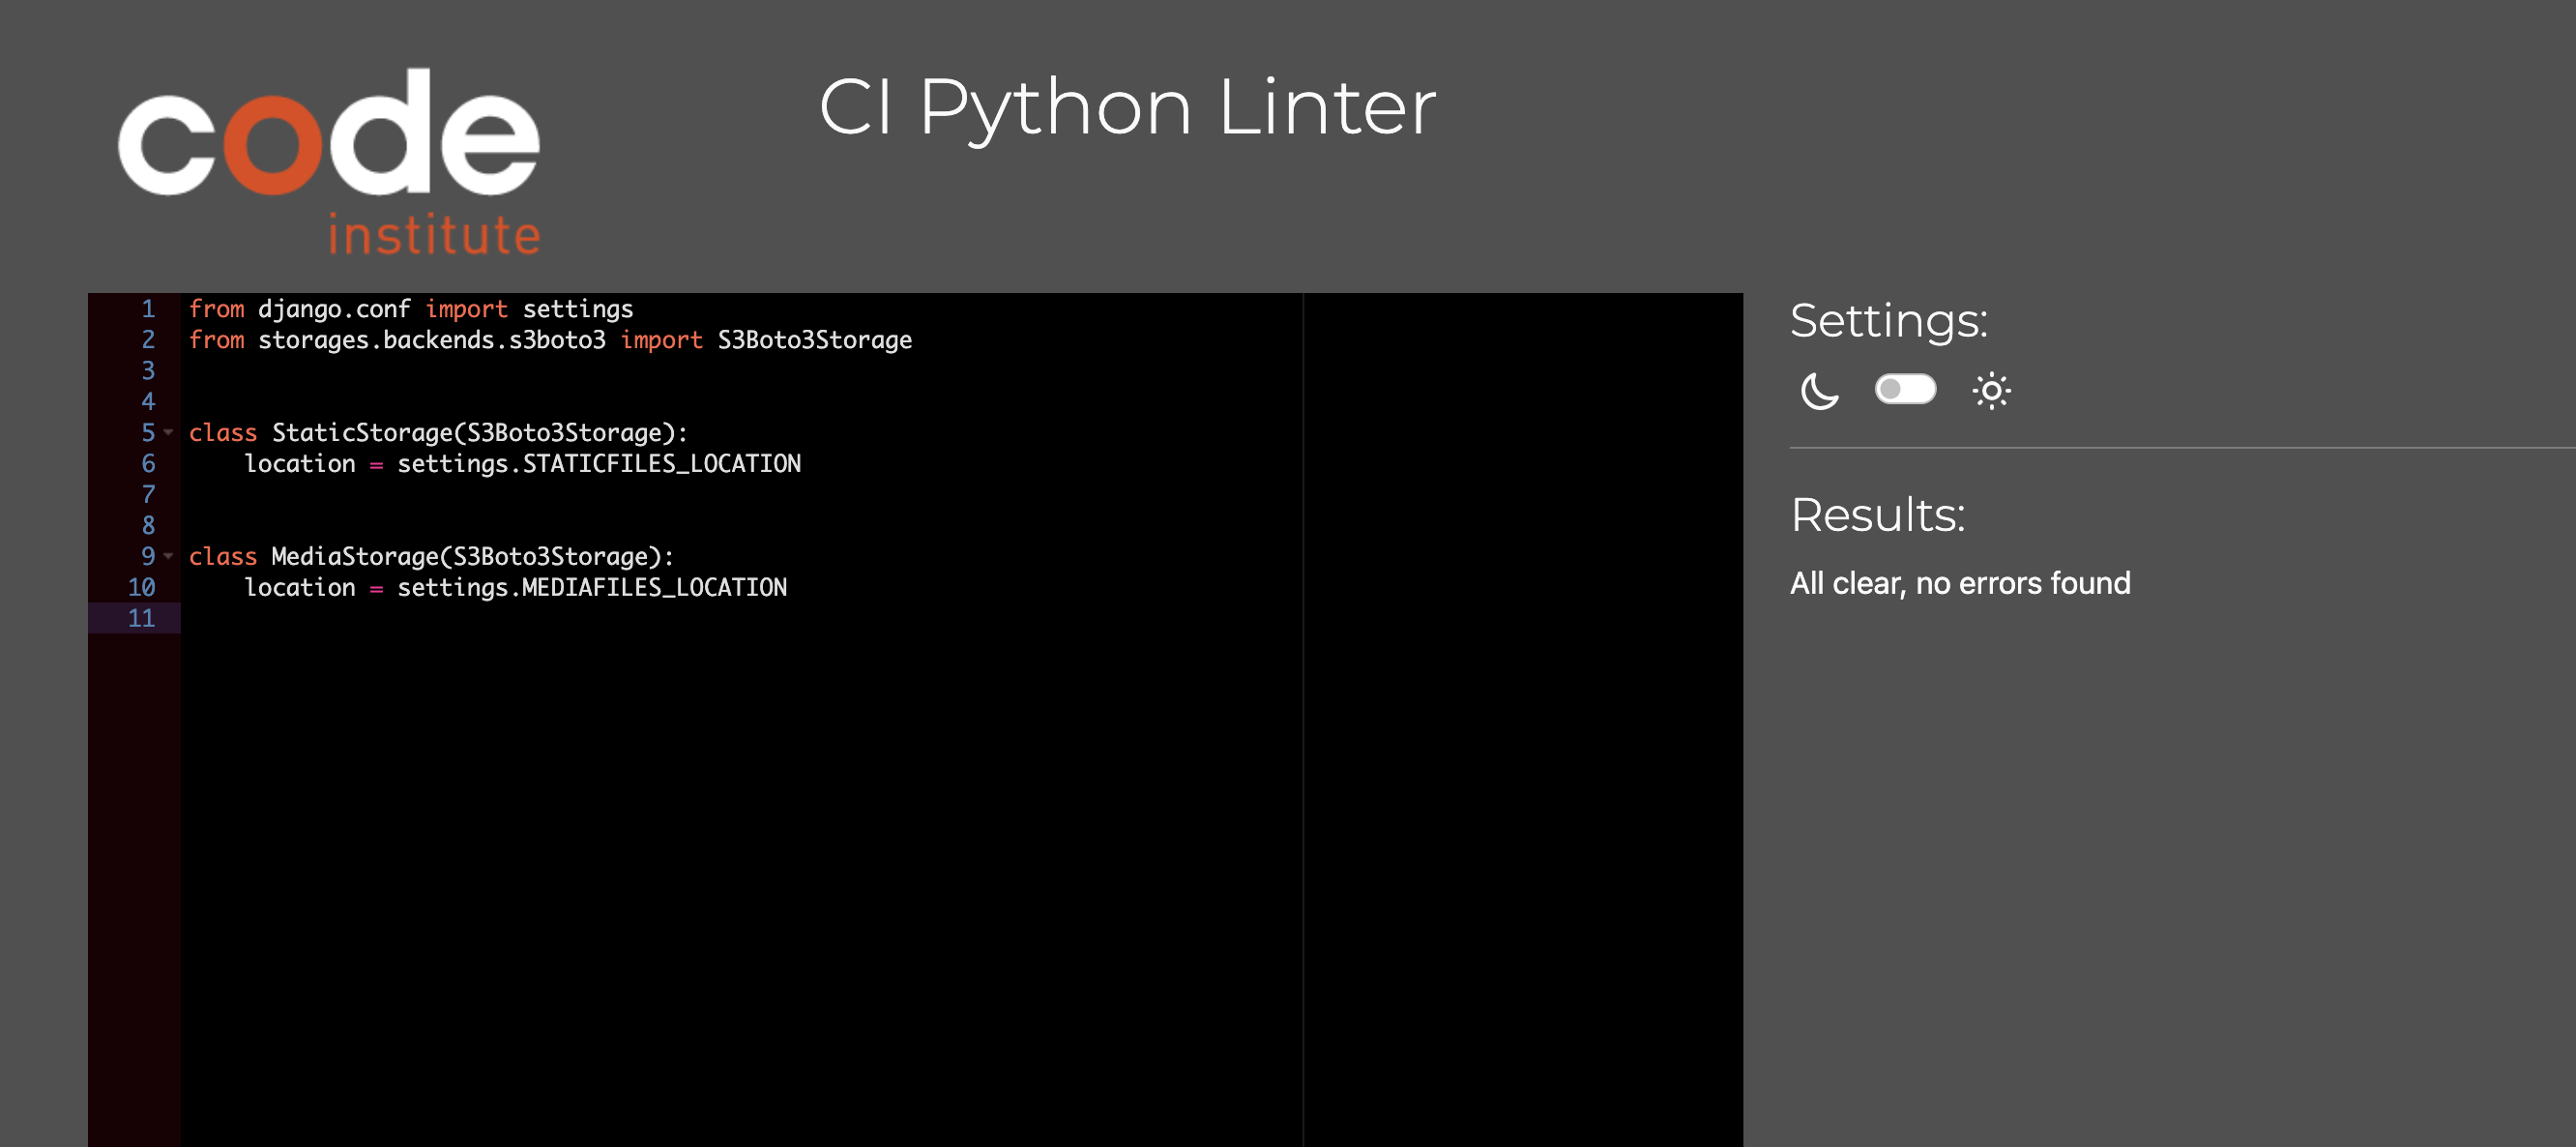 code
institute
CI Python Linter
1 from django.conf import settings
2 from storages.backends.s3boto3 import S3Boto3Storage
3
4
5 class StaticStorage(S3Boto3Storage):
6     location = settings.STATICFILES_LOCATION
7
8
9 class MediaStorage(S3Boto3Storage):
10     location = settings.MEDIAFILES_LOCATION
11
Settings:
Results:
All clear, no errors found